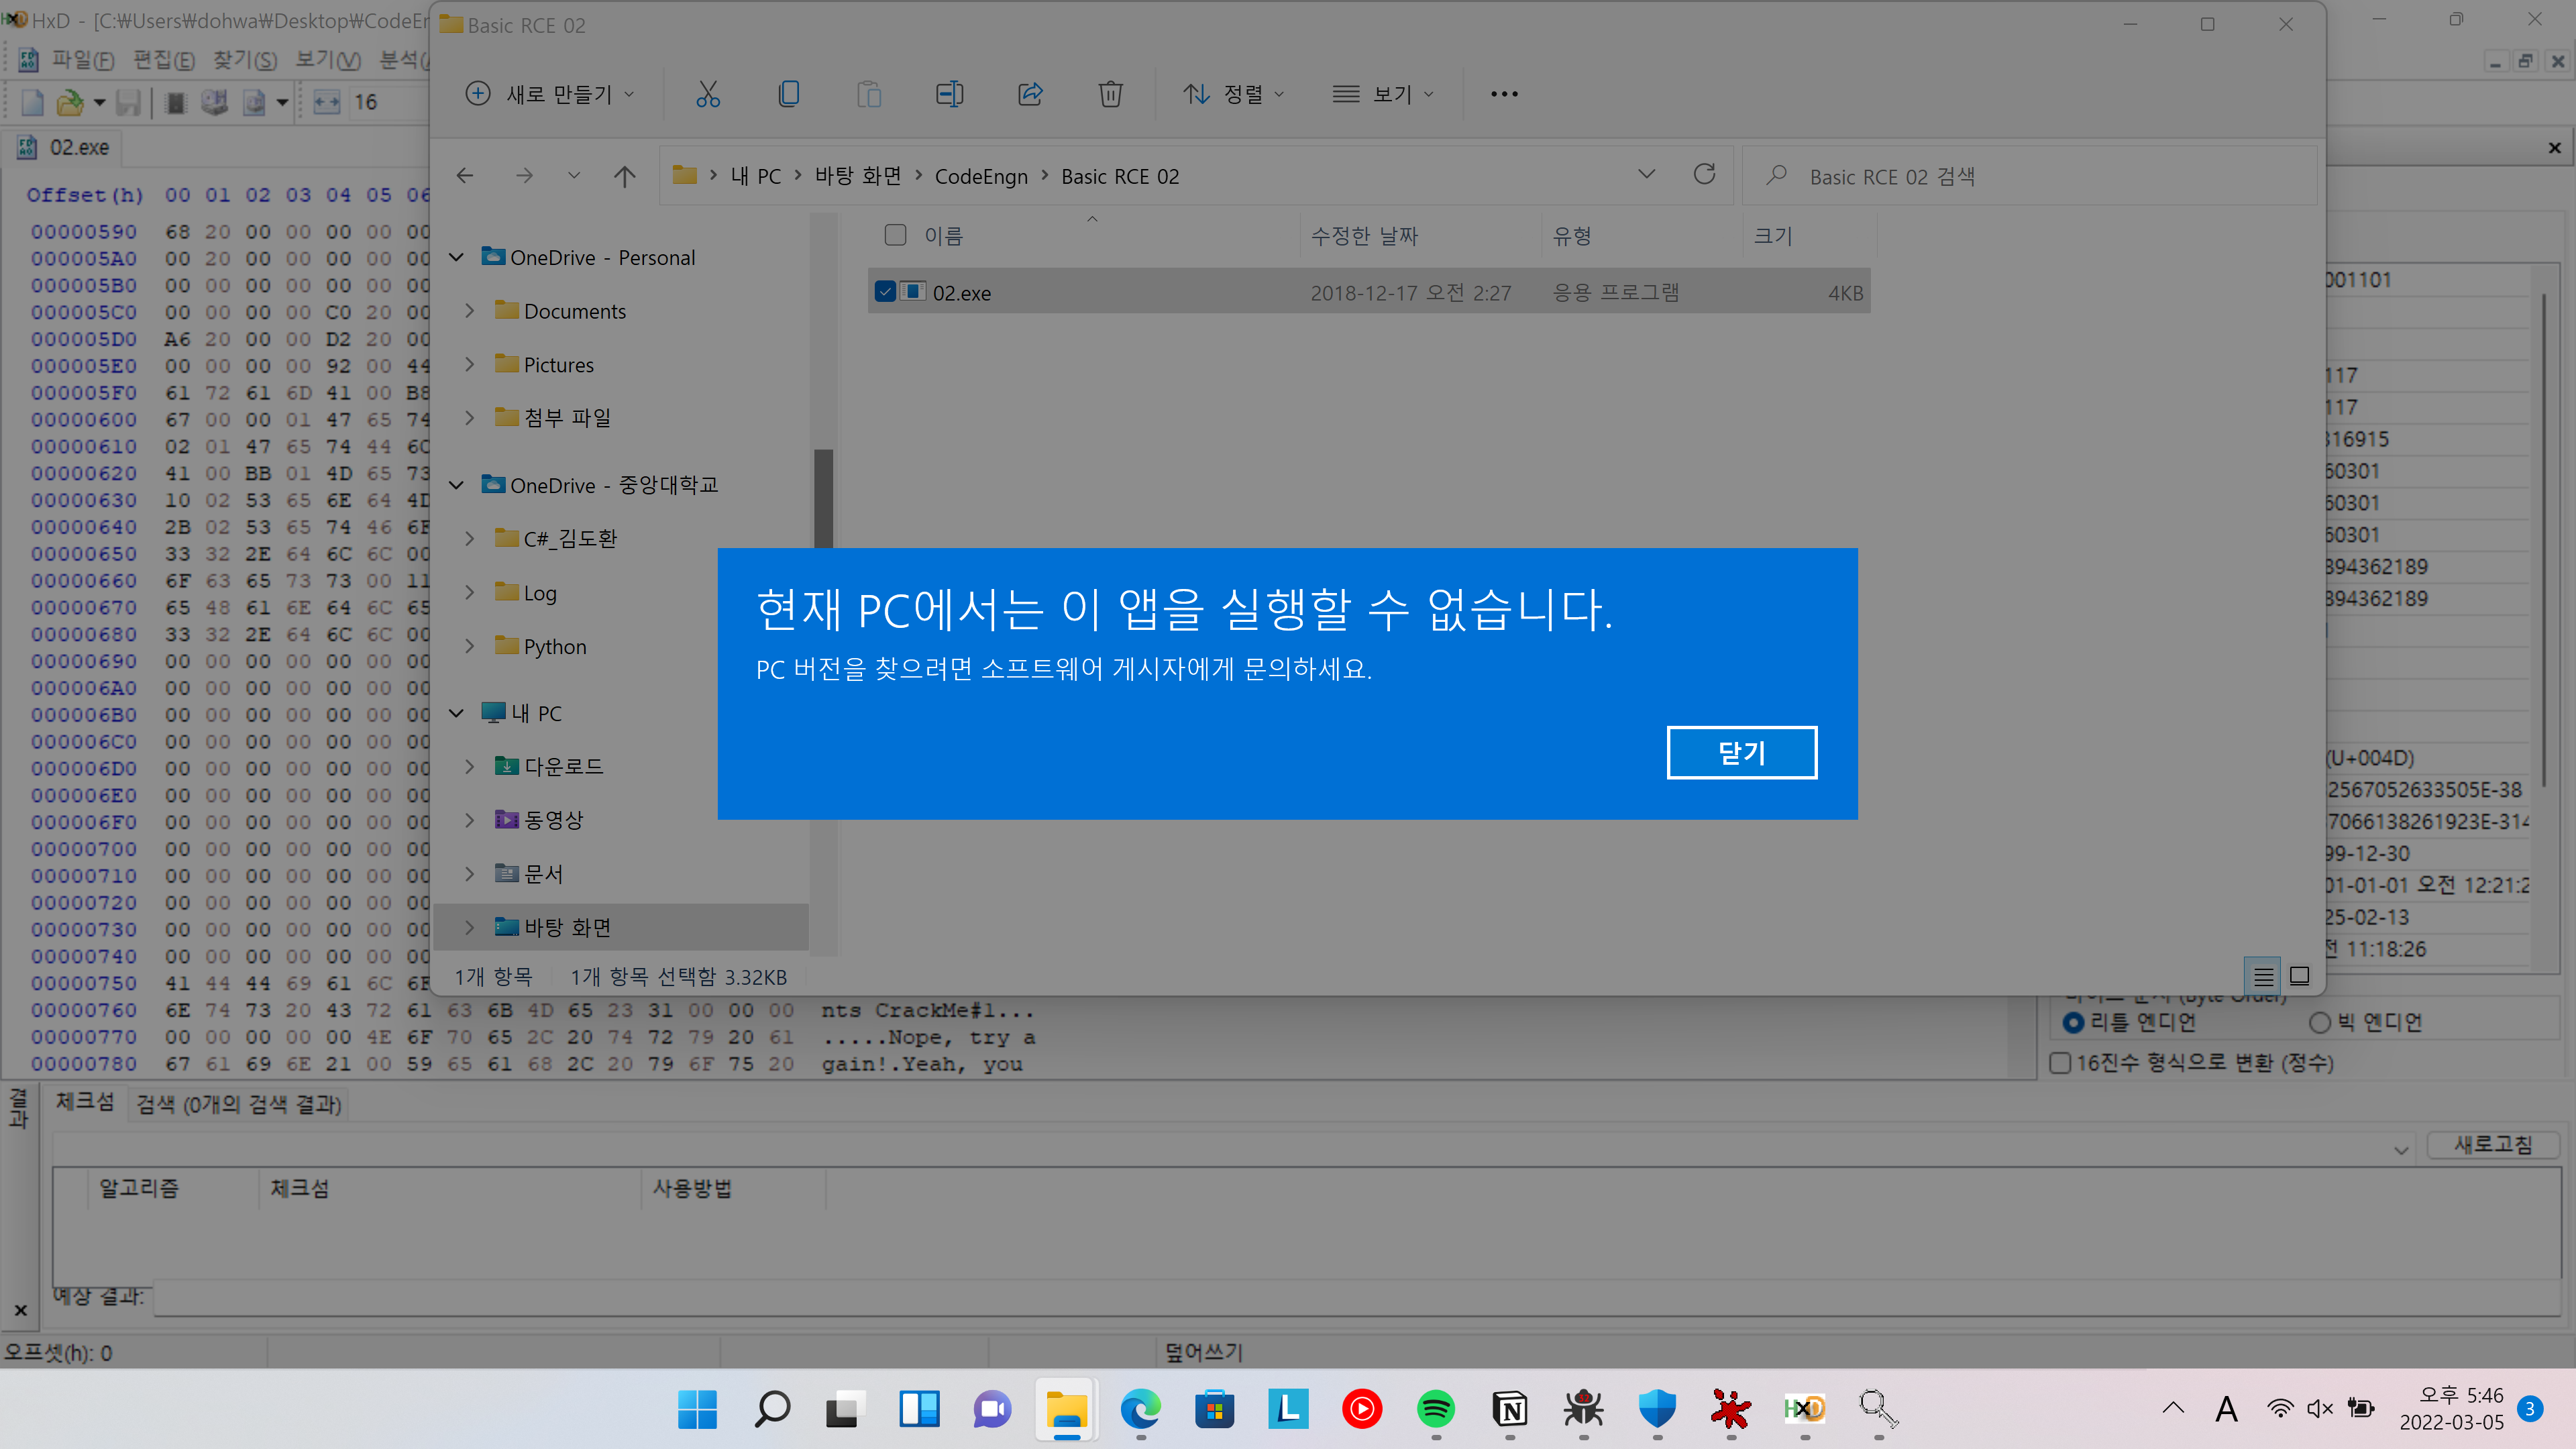 HxD - [C:₩Users₩dohwa₩Desktop₩CodeEr
파일(F) 편집(E) 찾기(S) 보기(V) 분석(
16
02.exe
Offset(h) 00 01 02 03 04 05 06
00000590 68 20 00 00 00 00 00
000005A0 00 20 00 00 00 00 00
000005B0 00 00 00 00 00 00 00
000005C0 00 00 00 00 C0 20 00
000005D0 A6 20 00 00 D2 20 00
000005E0 00 00 00 00 92 00 44
000005F0 61 72 61 6D 41 00 B8
00000600 67 00 00 01 47 65 74
00000610 02 01 47 65 74 44 6C
00000620 41 00 BB 01 4D 65 73
00000630 10 02 53 65 6E 64 4D
00000640 2B 02 53 65 74 46 6F
00000650 33 32 2E 64 6C 6C 00
00000660 6F 63 65 73 73 00 11
00000670 65 48 61 6E 64 6C 65
00000680 33 32 2E 64 6C 6C 00
00000690 00 00 00 00 00 00 00
000006A0 00 00 00 00 00 00 00
000006B0 00 00 00 00 00 00 00
000006C0 00 00 00 00 00 00 00
000006D0 00 00 00 00 00 00 00
000006E0 00 00 00 00 00 00 00
000006F0 00 00 00 00 00 00 00
00000700 00 00 00 00 00 00 00
00000710 00 00 00 00 00 00 00
00000720 00 00 00 00 00 00 00
00000730 00 00 00 00 00 00 00
00000740 00 00 00 00 00 00 00
00000750 41 44 44 69 61 6C 6F
00000760 6E 74 73 20 43 72 61 63 6B 4D 65 23 31 00 00 00 nts CrackMe#1...
00000770 00 00 00 00 00 4E 6F 70 65 2C 20 74 72 79 20 61 .....Nope, try a
00000780 67 61 69 6E 21 00 59 65 61 68 2C 20 79 6F 75 20 gain!.Yeah, you
Basic RCE 02
새로 만들기
정렬
보기
내 PC > 바탕 화면 > CodeEngn > Basic RCE 02
Basic RCE 02 검색
이름 수정한 날짜 유형 크기
02.exe 2018-12-17 오전 2:27 응용 프로그램 4KB
OneDrive - Personal
Documents
Pictures
첨부 파일
OneDrive - 중앙대학교
C#_김도환
Log
Python
내 PC
다운로드
동영상
문서
바탕 화면
1개 항목 1개 항목 선택함 3.32KB
현재 PC에서는 이 앱을 실행할 수 없습니다.
PC 버전을 찾으려면 소프트웨어 게시자에게 문의하세요.
닫기
001101
117
117
316915
60301
60301
60301
394362189
394362189
(U+004D)
2567052633505E-38
7066138261923E-314
99-12-30
01-01-01 오전 12:21:2
25-02-13
전 11:18:26
(Byte Order)
리틀 엔디언 빅 엔디언
16진수 형식으로 변환 (정수)
결과
체크섬 검색 (0개의 검색 결과)
새로고침
알고리즘 체크섬 사용방법
예상 결과:
오프셋(h): 0 덮어쓰기
A
오후 5:46
2022-03-05
3